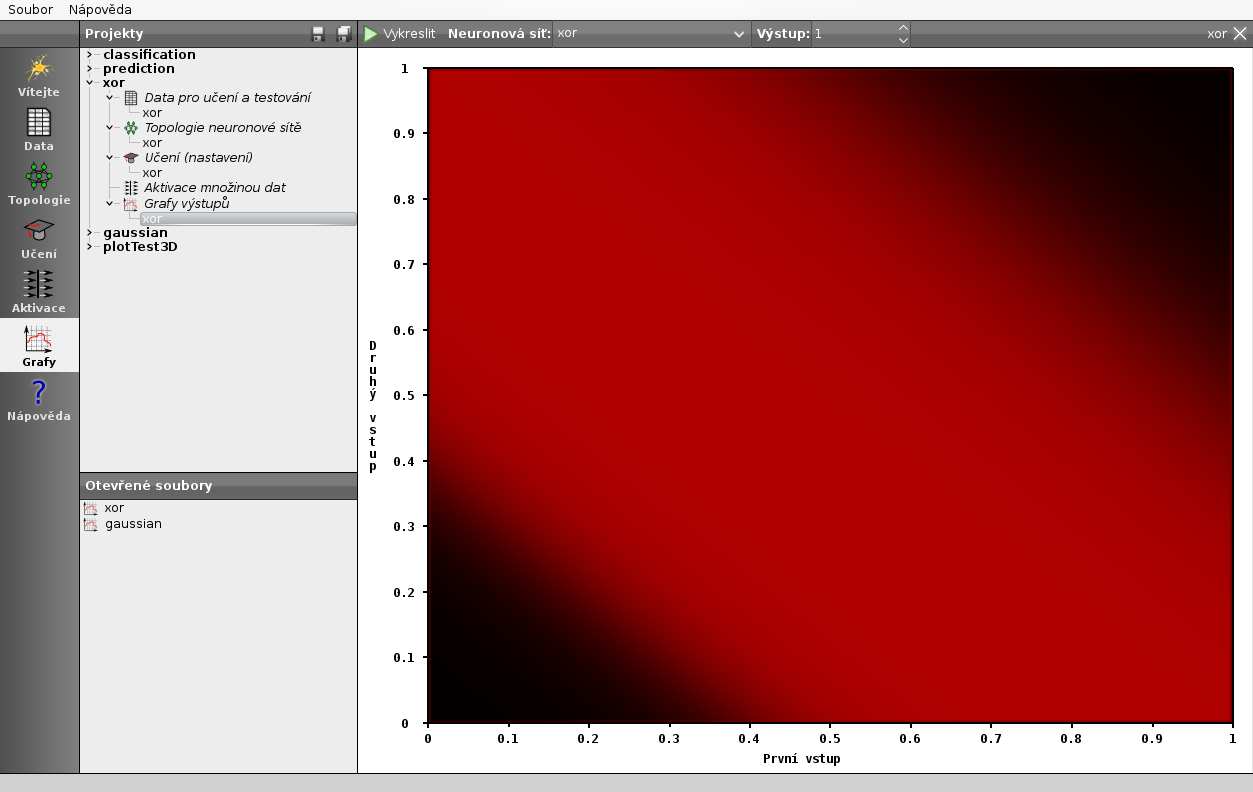 Soubor Nápověda
Projekty
Vykreslit Neuronová síť: xor Výstup: 1 xor
Vítejte
Data
Topologie
Učení
Aktivace
Grafy
Nápověda
classification
prediction
xor
Data pro učení a testování
xor
Topologie neuronové sítě
xor
Učení (nastavení)
xor
Aktivace množinou dat
Grafy výstupů
xor
gaussian
plotTest3D
Otevřené soubory
xor
gaussian
Druhý vstup
1
0.9
0.8
0.7
0.6
0.5
0.4
0.3
0.2
0.1
0
0 0.1 0.2 0.3 0.4 0.5 0.6 0.7 0.8 0.9 1
První vstup